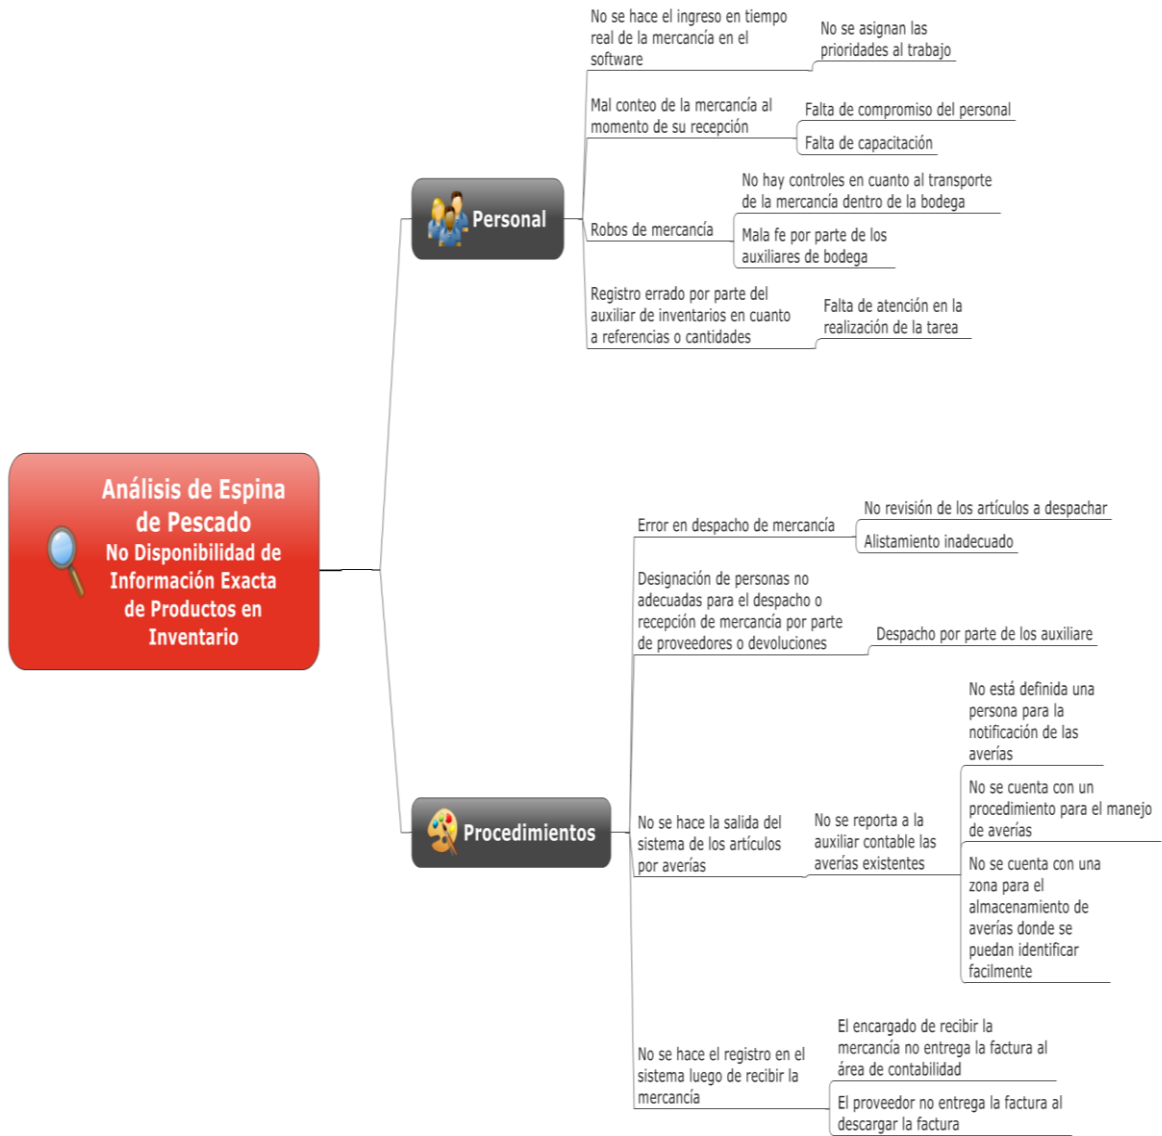 No se hace el ingreso en tiempo
real de la mercancía en el
software
No se asignan las
prioridades al trabajo
Mal conteo de la mercancía al
momento de su recepción
Falta de compromiso del personal
Falta de capacitación
Personal
Robos de mercancía
No hay controles en cuanto al transporte
de la mercancía dentro de la bodega
Mala fe por parte de los
auxiliares de bodega
Registro errado por parte del
auxiliar de inventarios en cuanto
a referencias o cantidades
Falta de atención en la
realización de la tarea
Análisis de Espina
de Pescado
No Disponibilidad de
Información Exacta
de Productos en
Inventario
Error en despacho de mercancía
No revisión de los artículos a despachar
Alistamiento inadecuado
Designación de personas no
adecuadas para el despacho o
recepción de mercancía por parte
de proveedores o devoluciones
Despacho por parte de los auxiliare
Procedimientos
No se hace la salida del
sistema de los artículos
por averías
No se reporta a la
auxiliar contable las
averías existentes
No está definida una
persona para la
notificación de las
averías
No se cuenta con un
procedimiento para el manejo
de averías
No se cuenta con una
zona para el
almacenamiento de
averías donde se
puedan identificar
facilmente
No se hace el registro en el
sistema luego de recibir la
mercancía
El encargado de recibir la
mercancía no entrega la factura al
área de contabilidad
El proveedor no entrega la factura al
descargar la factura